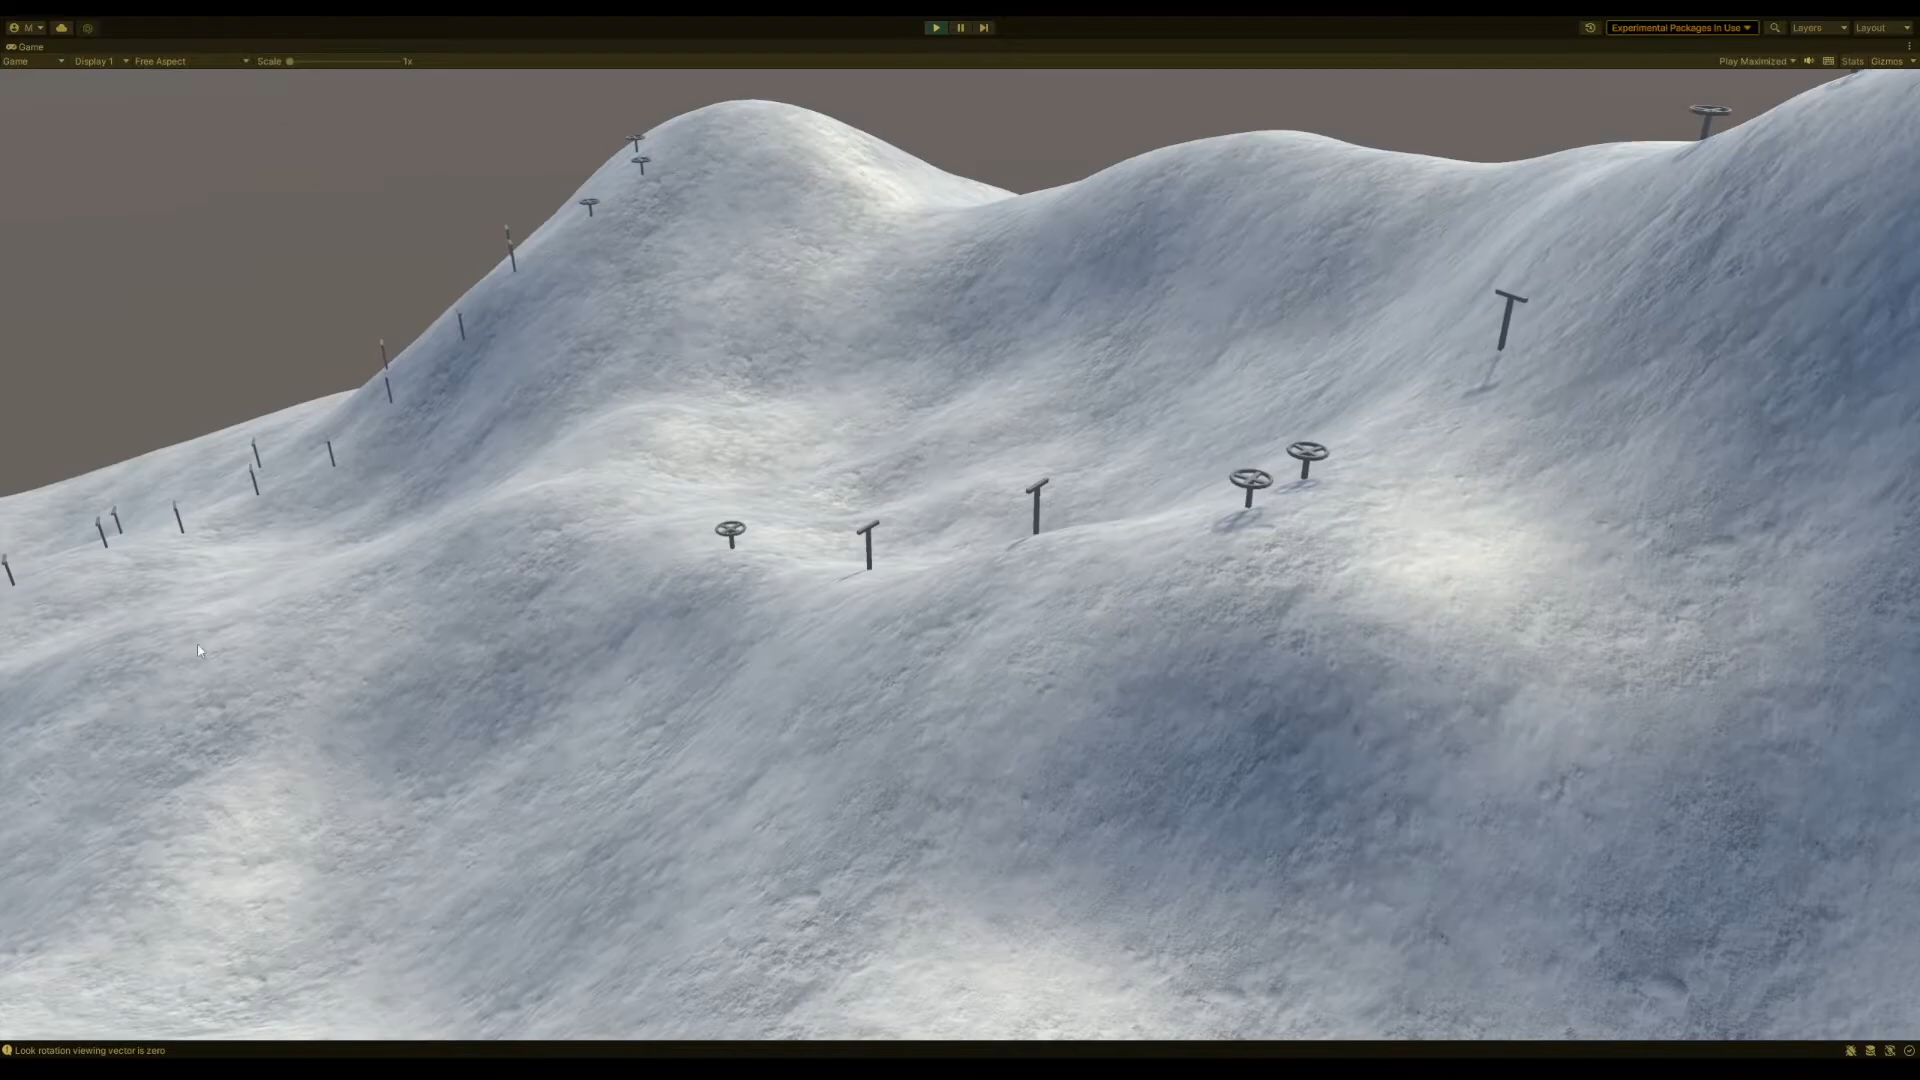 M
Experimental Packages In Use
Layers
Layout
Game
Game
Display 1
Free Aspect
Scale
1x
Play Maximized
Stats
Gizmos
Look rotation viewing vector is zero